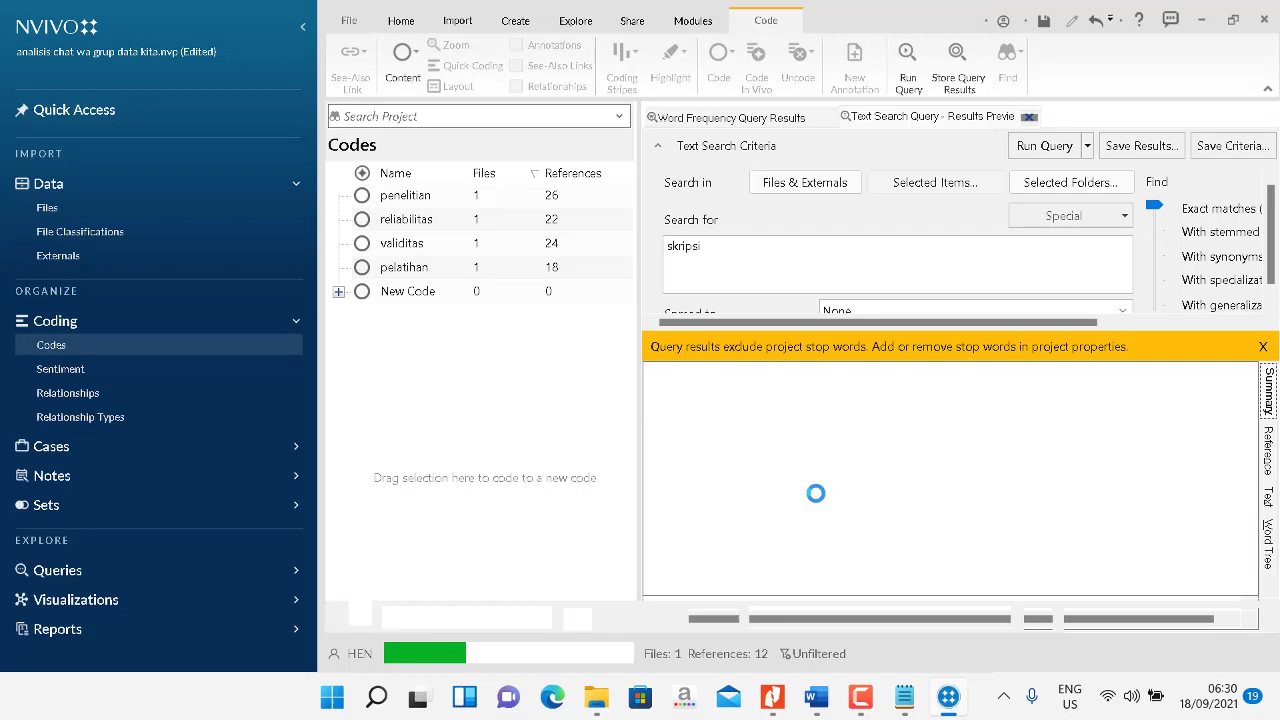 NVIVO
analisis chat wa grup data kita.nvp (Edited)
Quick Access
IMPORT
Data
Files
File Classifications
Externals
ORGANIZE
Coding
Codes
Sentiment
Relationships
Relationship Types
Cases
Notes
Sets
EXPLORE
Queries
Visualizations
Reports
File Home Import Create Explore Share Modules Code
See-Also Link
Content
Zoom
Quick Coding
Layout
Annotations
See-Also Links
Relationships
Coding Stripes
Highlight
Code
Code In Vivo
Uncode
New Annotation
Run Query
Store Query Results
Find
Search Project
Codes
Name Files References
penelitian 1 26
reliabilitas 1 22
validitas 1 24
pelatihan 1 18
New Code 0 0
Drag selection here to code to a new code
Word Frequency Query Results
Text Search Query - Results Previe
Text Search Criteria
Run Query
Save Results...
Save Criteria...
Search in
Files & Externals
Selected Items...
Selected Folders...
Find
Search for
Special
skripsi
Exact matches (
With stemmed
With synonyms
With specializat
With generaliza
Spread to
None
Query results exclude project stop words. Add or remove stop words in project properties.
X
Summary
Reference
Text
Word Tree
HEN
Files: 1 References: 12 Unfiltered
ENG
US
06:30
18/09/2021
19